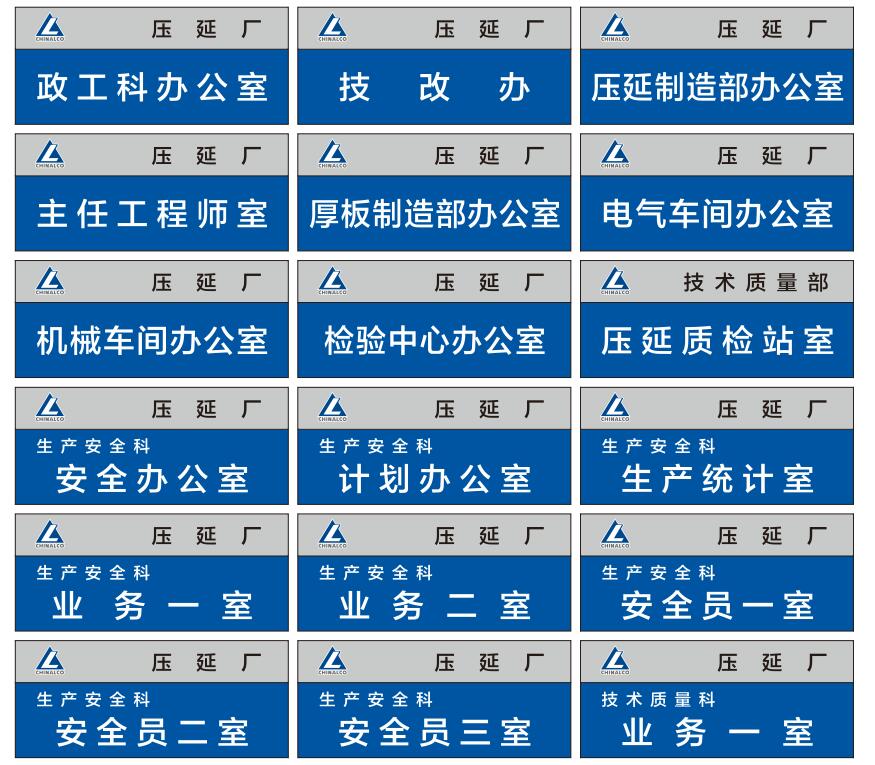 CHINALCO 压延厂
政工科办公室
CHINALCO 压延厂
技改办
CHINALCO 压延厂
压延制造部办公室
CHINALCO 压延厂
主任工程师室
CHINALCO 压延厂
厚板制造部办公室
CHINALCO 压延厂
电气车间办公室
CHINALCO 压延厂
机械车间办公室
CHINALCO 压延厂
检验中心办公室
CHINALCO 技术质量部
压延质检站室
CHINALCO 压延厂
生产安全科
安全办公室
CHINALCO 压延厂
生产安全科
计划办公室
CHINALCO 压延厂
生产安全科
生产统计室
CHINALCO 压延厂
生产安全科
业务一室
CHINALCO 压延厂
生产安全科
业务二室
CHINALCO 压延厂
生产安全科
安全员一室
CHINALCO 压延厂
生产安全科
安全员二室
CHINALCO 压延厂
生产安全科
安全员三室
CHINALCO 压延厂
技术质量科
业务一室